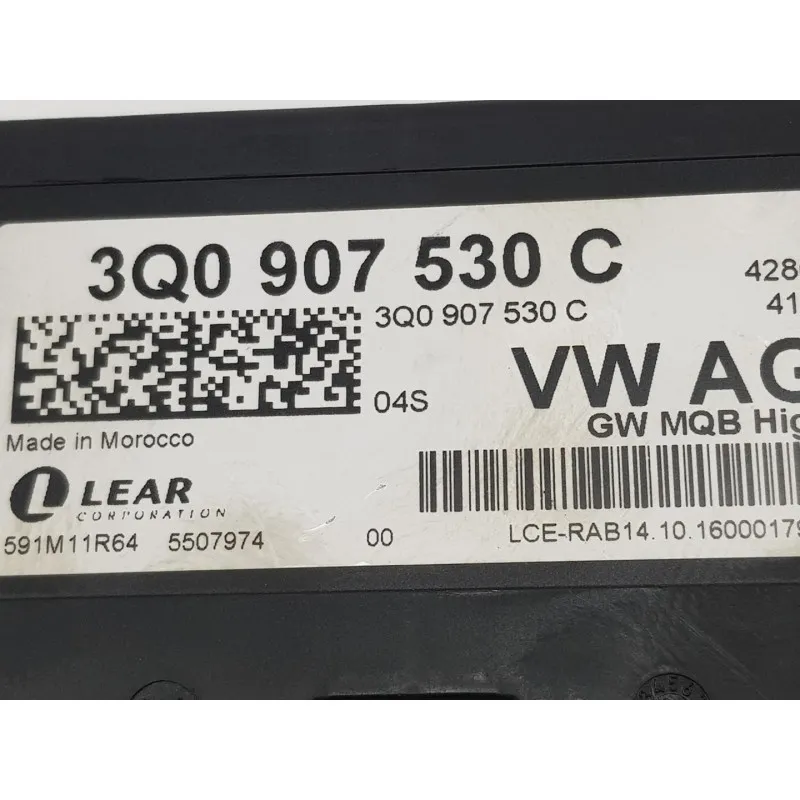 3Q0 907 530 C
428
3Q0 907 530 C
41
04S
VW AG
GW MQB Hig
Made in Morocco
LEAR
CORPORATION
591M11R64 5507974 00
LCE-RAB14.10.16000179